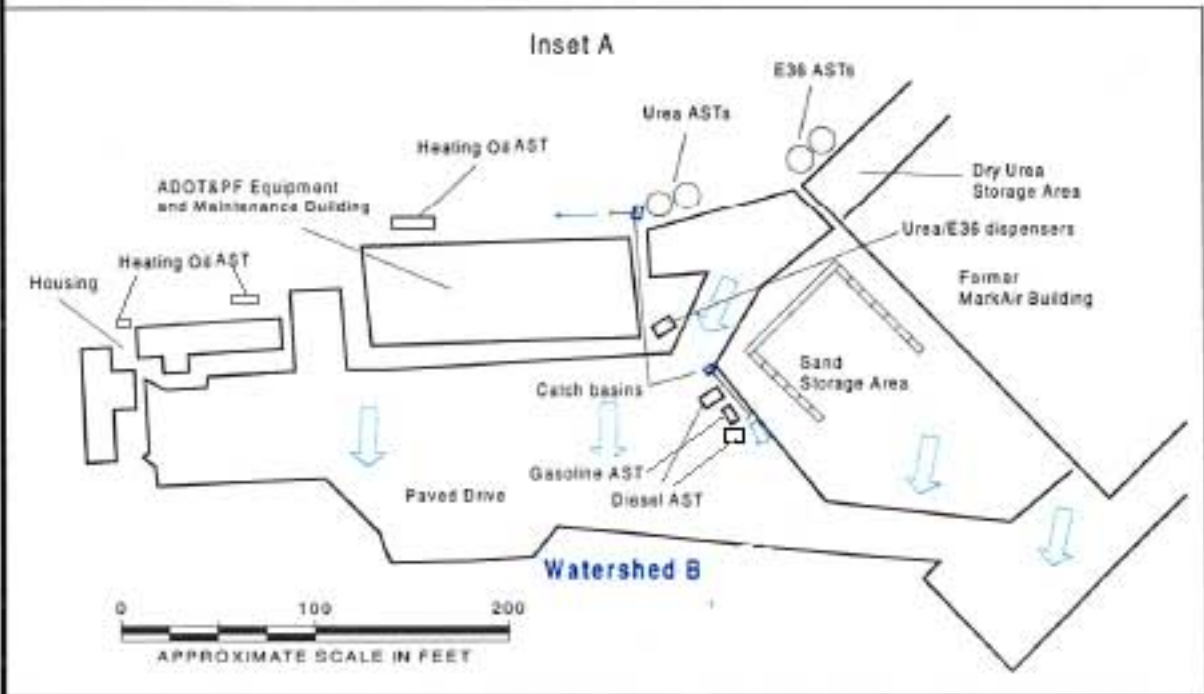 Inset A
E36 ASTs
Urea ASTs
Heating Oil AST
ADOT&PF Equipment
and Maintenance Building
Dry Urea
Storage Area
Urea/E36 dispensers
Housing
Heating Oil AST
Former
MarkAir Building
Sand
Storage Area
Catch basins
Gasoline AST
Diesel AST
Paved Drive
Watershed B
0 100 200
APPROXIMATE SCALE IN FEET